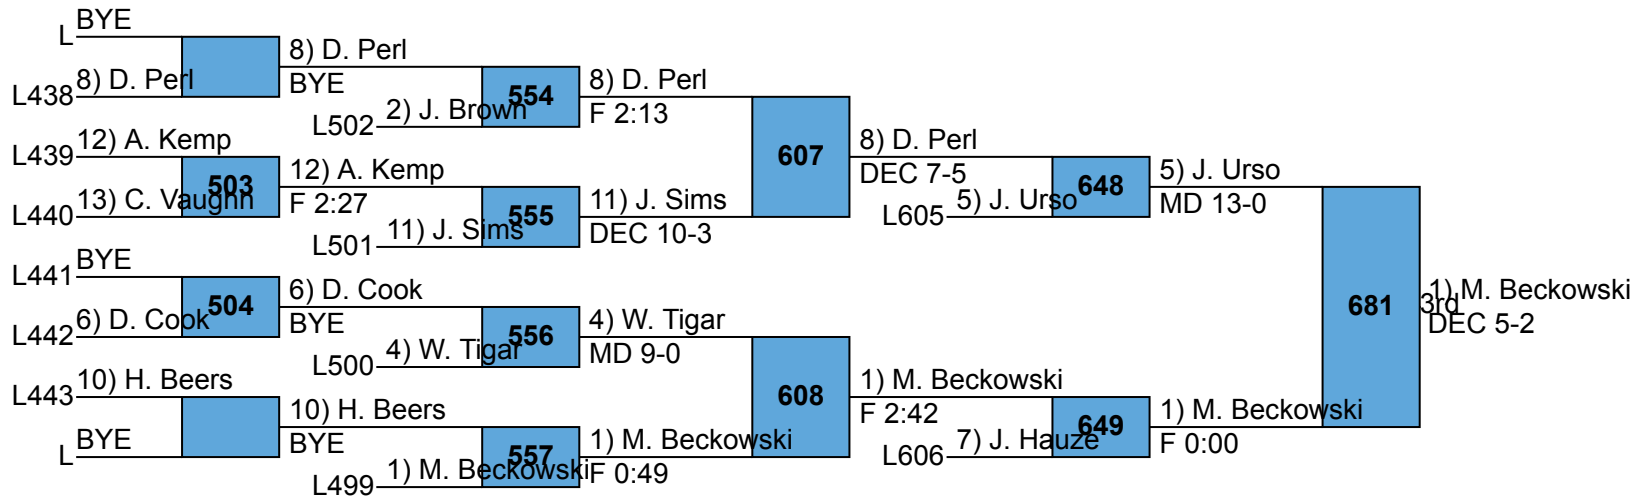 BYE
L
8) D. Perl
L438
8) D. Perl
BYE
554
2) J. Brown
L502
8) D. Perl
F 2:13
12) A. Kemp
L439
503
13) C. Vaughn
L440
12) A. Kemp
F 2:27
555
11) J. Sims
L501
11) J. Sims
DEC 10-3
607
8) D. Perl
DEC 7-5
648
5) J. Urso
L605
5) J. Urso
MD 13-0
BYE
L441
504
6) D. Cook
L442
6) D. Cook
BYE
556
4) W. Tigar
L500
4) W. Tigar
MD 9-0
10) H. Beers
L443
BYE
L
10) H. Beers
BYE
557
1) M. Beckowski
L499
1) M. Beckowski
F 0:49
608
1) M. Beckowski
F 2:42
649
7) J. Hauze
L606
1) M. Beckowski
F 0:00
681
1) M. Beckowski
3rd
DEC 5-2